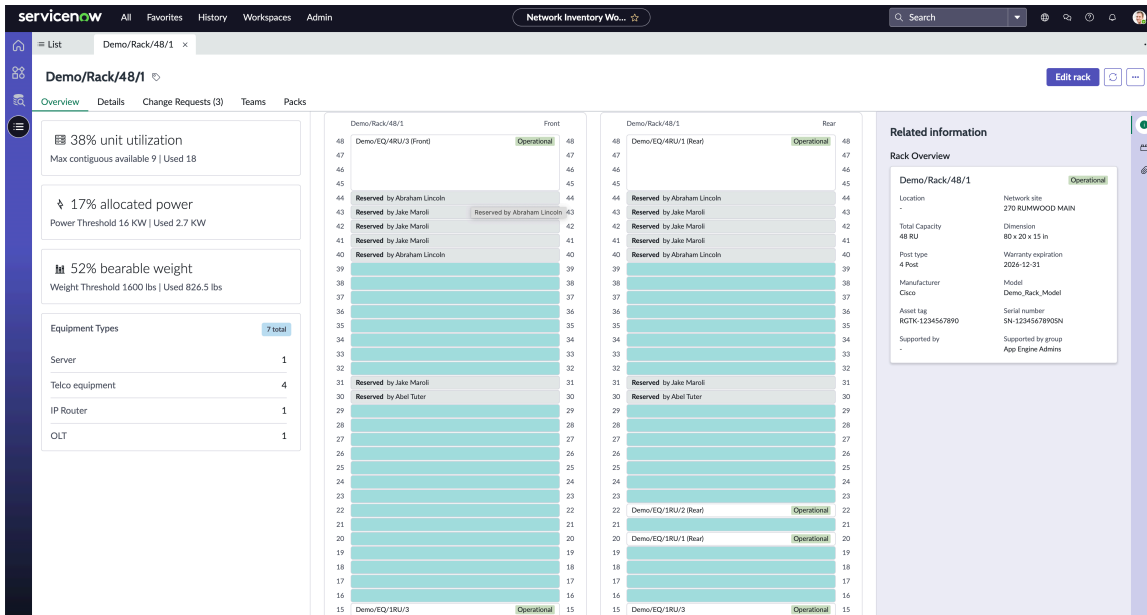 servicenow All Favorites History Workspaces Admin Network Inventory Wo... Search
List Demo/Rack/48/1 ×
Demo/Rack/48/1 Edit rack
Overview Details Change Requests (3) Teams Packs
38% unit utilization
Max contiguous available 9 | Used 18
17% allocated power
Power Threshold 16 KW | Used 2.7 KW
52% bearable weight
Weight Threshold 1600 lbs | Used 826.5 lbs
Equipment Types 7 total
Server 1
Telco equipment 4
IP Router 1
OLT 1
Demo/Rack/48/1 Front
48 Demo/EQ/4RU/3 (Front) Operational 48
47 47
46 46
45 45
44 Reserved by Abraham Lincoln 44
43 Reserved by Jake Maroli Reserved by Abraham Lincoln 43
42 Reserved by Jake Maroli 42
41 Reserved by Jake Maroli 41
40 Reserved by Abraham Lincoln 40
39 39
38 38
37 37
36 36
35 35
34 34
33 33
32 32
31 Reserved by Jake Maroli 31
30 Reserved by Abel Tuter 30
29 29
28 28
27 27
26 26
25 25
24 24
23 23
22 22
21 21
20 20
19 19
18 18
17 17
16 16
15 Demo/EQ/1RU/3 Operational 15
Demo/Rack/48/1 Rear
48 Demo/EQ/4RU/1 (Rear) Operational 48
47 47
46 46
45 45
44 Reserved by Abraham Lincoln 44
43 Reserved by Jake Maroli 43
42 Reserved by Jake Maroli 42
41 Reserved by Jake Maroli 41
40 Reserved by Abraham Lincoln 40
39 39
38 38
37 37
36 36
35 35
34 34
33 33
32 32
31 Reserved by Jake Maroli 31
30 Reserved by Abel Tuter 30
29 29
28 28
27 27
26 26
25 25
24 24
23 23
22 Demo/EQ/1RU/2 (Rear) Operational 22
21 21
20 Demo/EQ/1RU/1 (Rear) Operational 20
19 19
18 18
17 17
16 16
15 Demo/EQ/1RU/3 Operational 15
Related information
Rack Overview
Demo/Rack/48/1 Operational
Location Network site
- 270 RUMWOOD MAIN
Total Capacity Dimension
48 RU 80 x 20 x 15 in
Post type Warranty expiration
4 Post 2026-12-31
Manufacturer Model
Cisco Demo_Rack_Model
Asset tag Serial number
RGTK-1234567890 SN-1234567890SN
Supported by Supported by group
- App Engine Admins